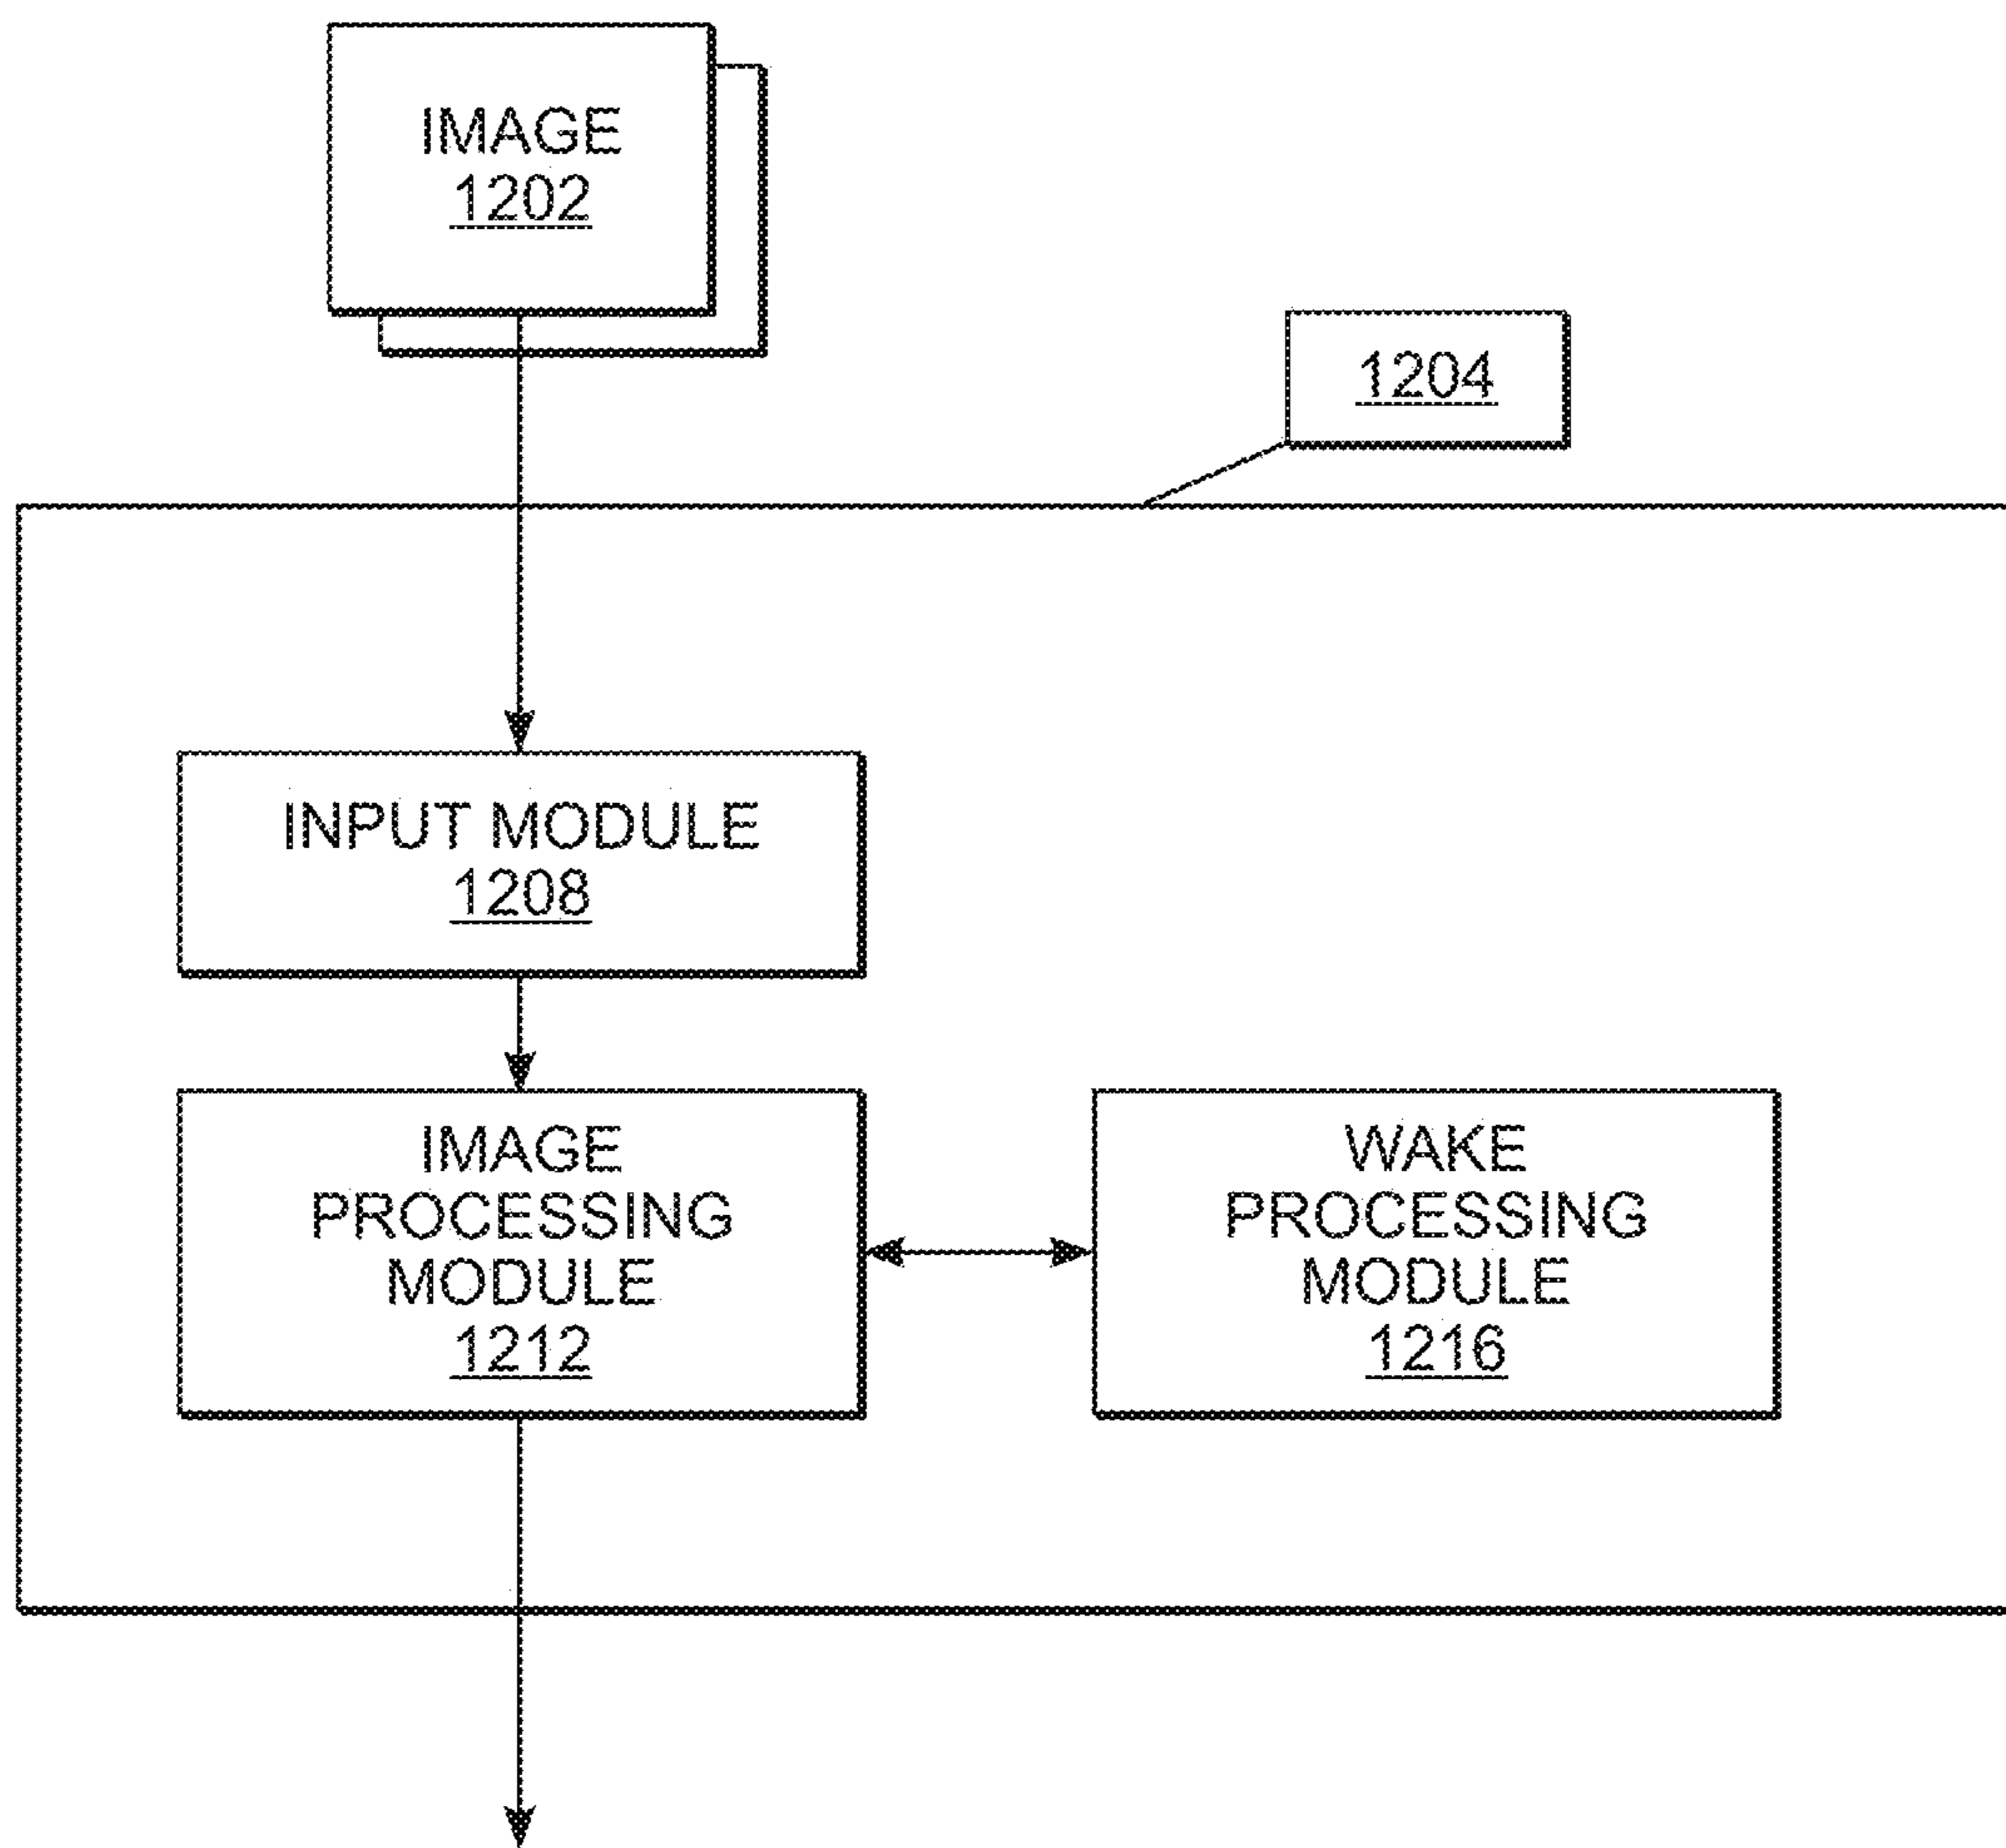 IMAGE
1202
1204
INPUT MODULE
1208
IMAGE
PROCESSING
MODULE
1212
WAKE
PROCESSING
MODULE
1216